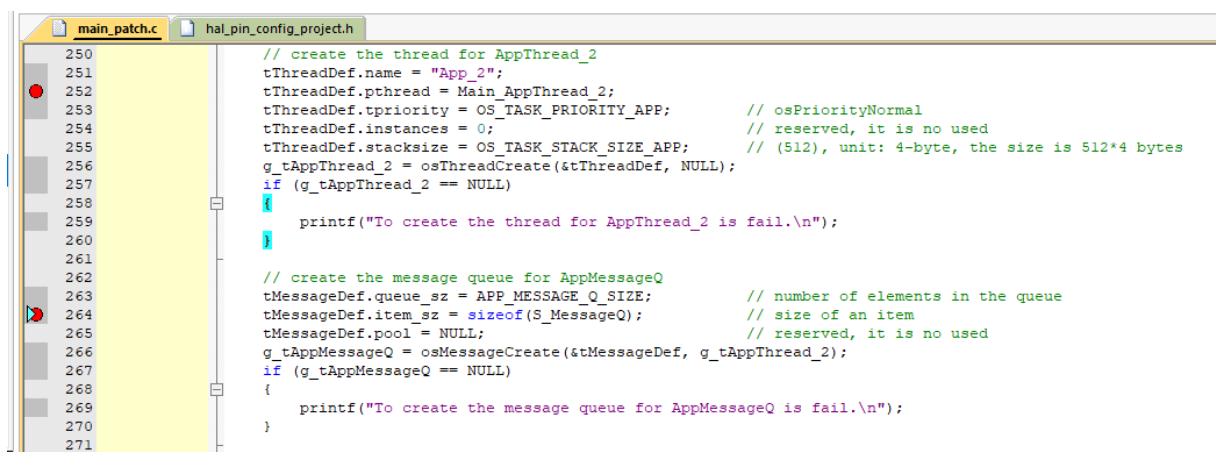 main_patch.c hal_pin_config_project.h
250 // create the thread for AppThread_2
251 tThreadDef.name = "App_2";
252 tThreadDef.pthread = Main_AppThread_2;
253 tThreadDef.tpriority = OS_TASK_PRIORITY_APP; // osPriorityNormal
254 tThreadDef.instances = 0; // reserved, it is no used
255 tThreadDef.stacksize = OS_TASK_STACK_SIZE_APP; // (512), unit: 4-byte, the size is 512*4 bytes
256 g_tAppThread_2 = osThreadCreate(&tThreadDef, NULL);
257 if (g_tAppThread_2 == NULL)
258 {
259 printf("To create the thread for AppThread_2 is fail.\n");
260 }
261
262 // create the message queue for AppMessageQ
263 tMessageDef.queue_sz = APP_MESSAGE_Q_SIZE; // number of elements in the queue
264 tMessageDef.item_sz = sizeof(S_MessageQ); // size of an item
265 tMessageDef.pool = NULL; // reserved, it is no used
266 g_tAppMessageQ = osMessageCreate(&tMessageDef, g_tAppThread_2);
267 if (g_tAppMessageQ == NULL)
268 {
269 printf("To create the message queue for AppMessageQ is fail.\n");
270 }
271